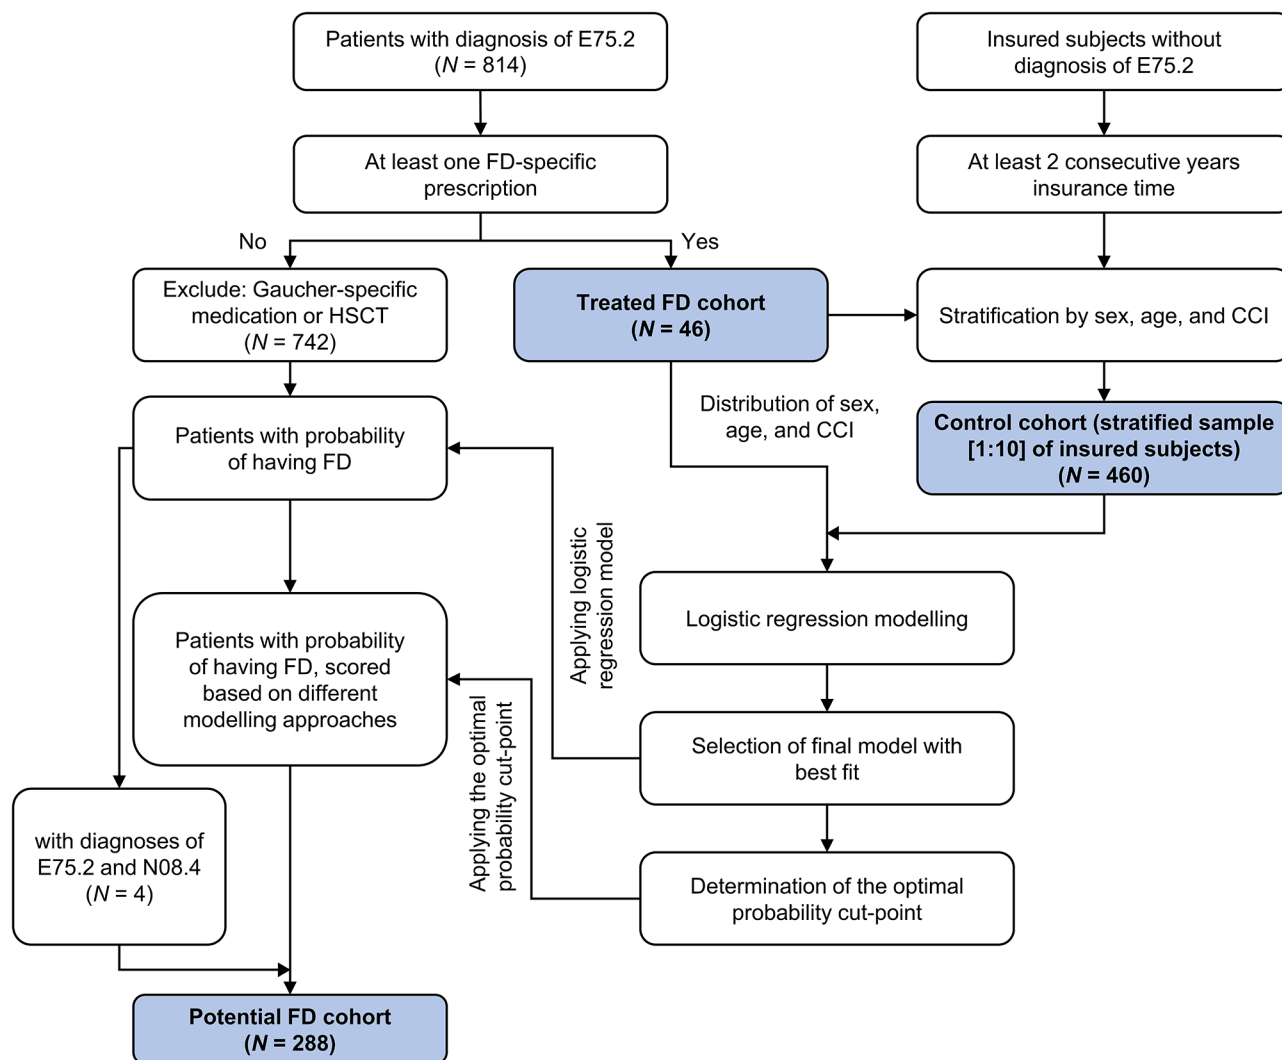 Patients with diagnosis of E75.2
(N = 814)
Insured subjects without
diagnosis of E75.2
At least one FD-specific
prescription
At least 2 consecutive years
insurance time
No
Yes
Exclude: Gaucher-specific
medication or HSCT
(N = 742)
Treated FD cohort
(N = 46)
Stratification by sex, age, and CCI
Distribution of sex,
age, and CCI
Control cohort (stratified sample
[1:10] of insured subjects)
(N = 460)
Patients with probability
of having FD
Applying logistic
regression model
Logistic regression modelling
Patients with probability
of having FD, scored
based on different
modelling approaches
Applying the optimal
probability cut-point
Selection of final model with
best fit
with diagnoses of
E75.2 and N08.4
(N = 4)
Determination of the optimal
probability cut-point
Potential FD cohort
(N = 288)